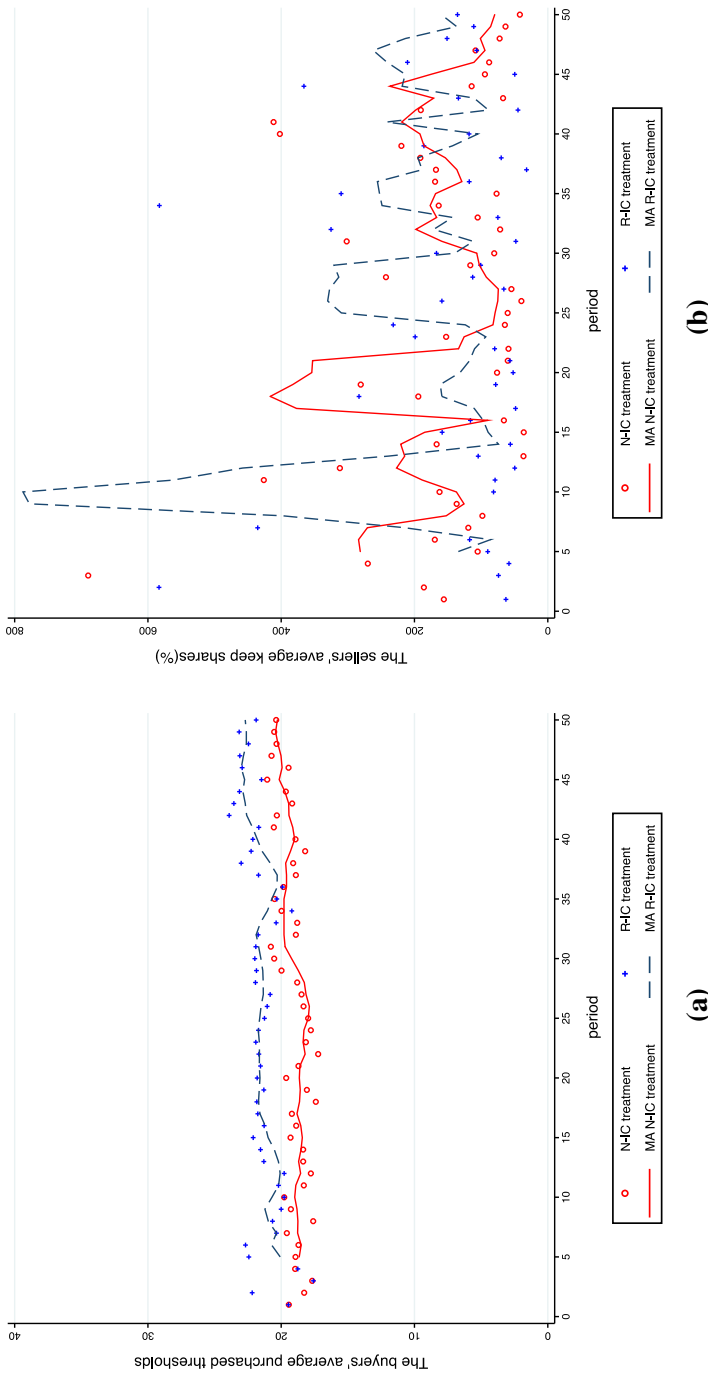 The buyers' average purchased thresholds
40
30
20
10
0
0 5 10 15 20 25 30 35 40 45 50
period
N-IC treatment R-IC treatment
MA N-IC treatment MA R-IC treatment
(a)
The sellers' average keep shares(%)
800
600
400
200
0
0 5 10 15 20 25 30 35 40 45 50
period
N-IC treatment R-IC treatment
MA N-IC treatment MA R-IC treatment
(b)